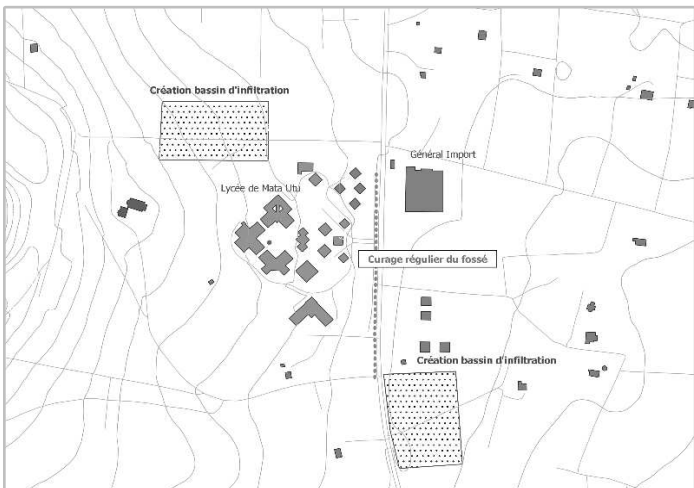 Création bassin d'infiltration
Général Import
Lycée de Mata Utu
Curage régulier du fossé
Création bassin d'infiltration